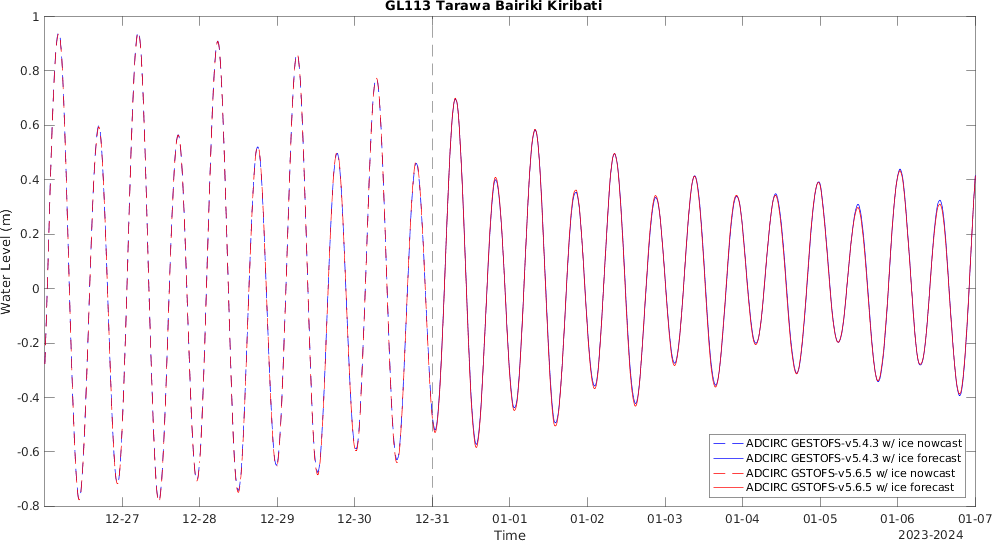 GL113 Tarawa Bairiki Kiribati
Water Level (m)
1
0.8
0.6
0.4
0.2
0
-0.2
-0.4
-0.6
-0.8
ADCIRC GESTOFS-v5.4.3 w/ ice nowcast
ADCIRC GESTOFS-v5.4.3 w/ ice forecast
ADCIRC GSTOFS-v5.6.5 w/ ice nowcast
ADCIRC GSTOFS-v5.6.5 w/ ice forecast
12-27 12-28 12-29 12-30 12-31 01-01 01-02 01-03 01-04 01-05 01-06 01-07
Time
2023-2024